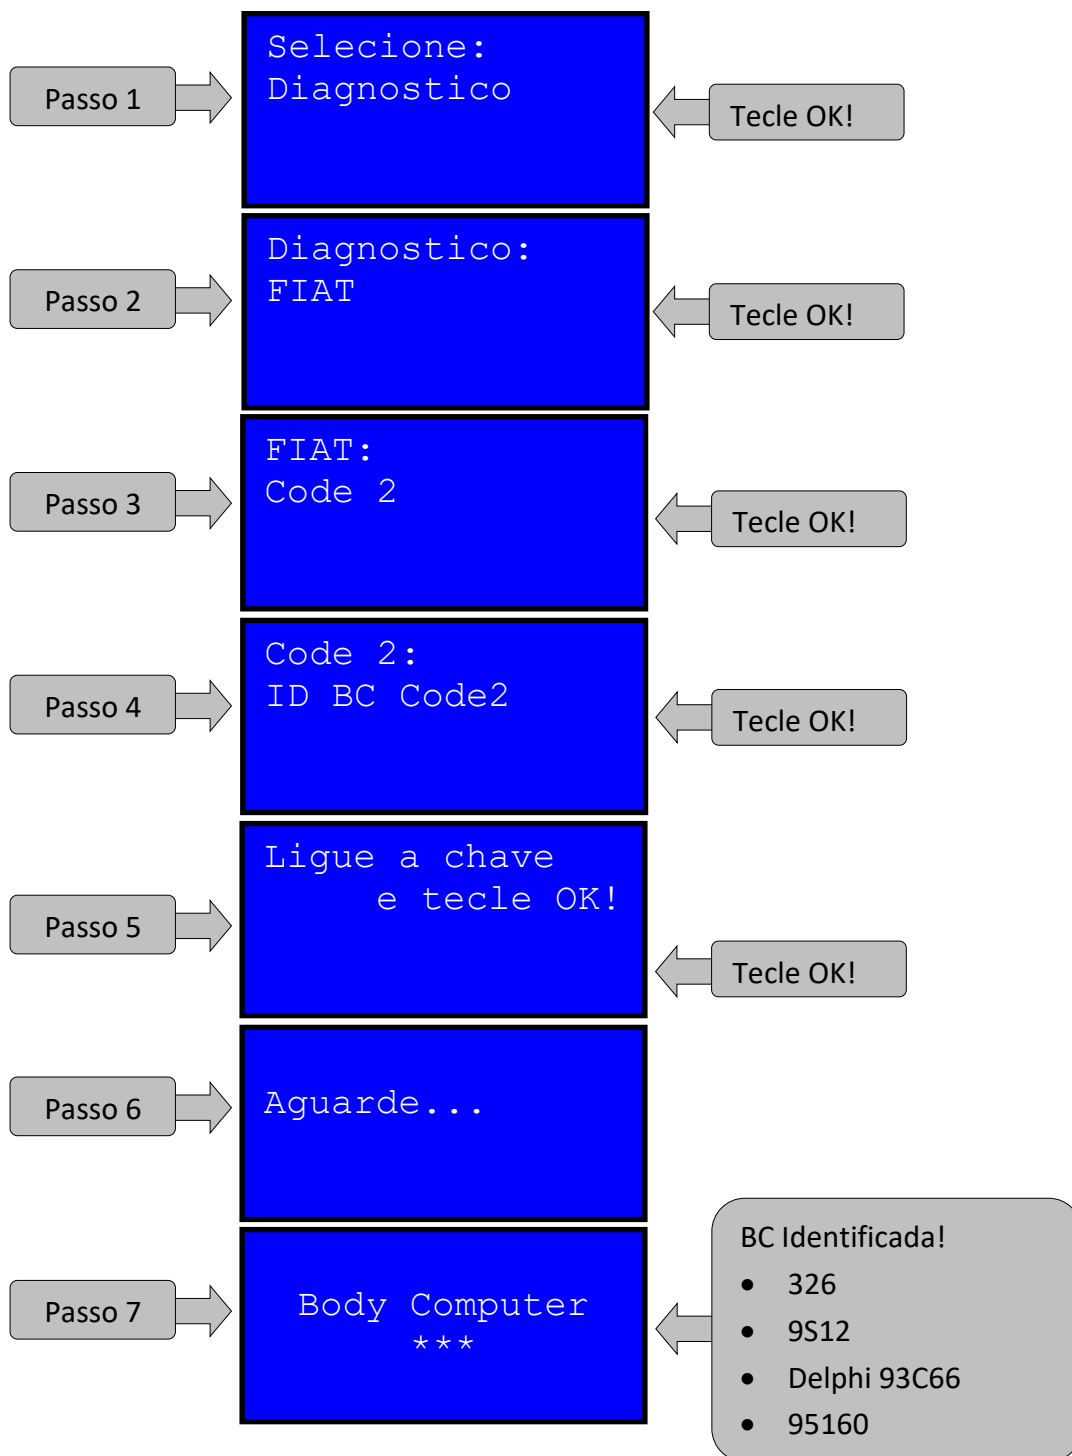 Passo 1
Selecione:
Diagnostico
Tecle OK!
Passo 2
Diagnostico:
FIAT
Tecle OK!
Passo 3
FIAT:
Code 2
Tecle OK!
Passo 4
Code 2:
ID BC Code2
Tecle OK!
Passo 5
Ligue a chave
e tecle OK!
Tecle OK!
Passo 6
Aguarde...
Passo 7
Body Computer
***
BC Identificada!
• 326
• 9S12
• Delphi 93C66
• 95160